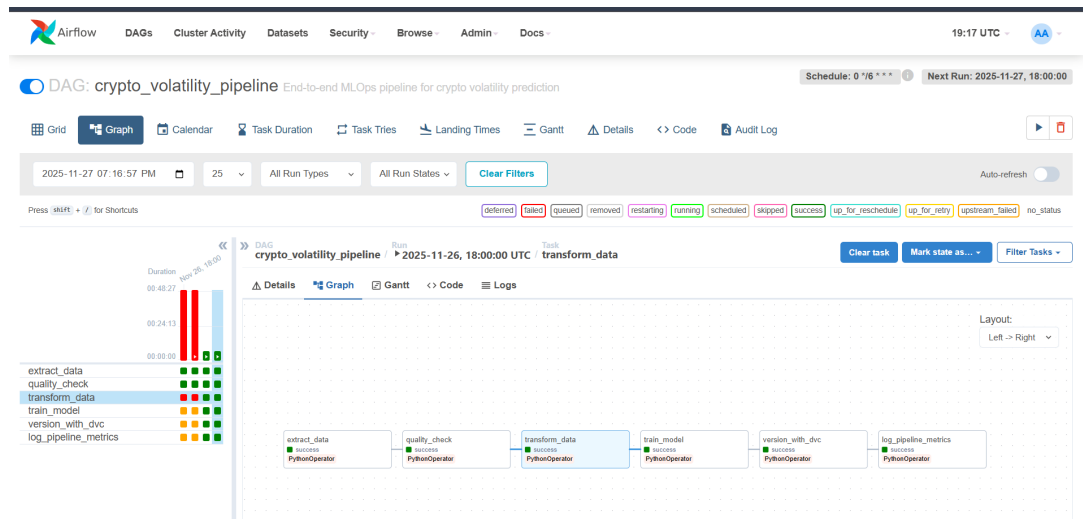 Airflow DAGs Cluster Activity Datasets Security Browse Admin Docs 19:17 UTC AA
DAG: crypto_volatility_pipeline End-to-end MLOps pipeline for crypto volatility prediction
Schedule: 0 */6 * * * i Next Run: 2025-11-27, 18:00:00
Grid Graph Calendar Task Duration Task Tries Landing Times Gantt Details <> Code Audit Log
2025-11-27 07:16:57 PM 25 All Run Types All Run States Clear Filters Auto-refresh
Press shift + / for Shortcuts
deferred failed queued removed restarting running scheduled skipped success up_for_reschedule up_for_retry upstream_failed no_status
DAG Run Task
crypto_volatility_pipeline / 2025-11-26, 18:00:00 UTC / transform_data
Clear task Mark state as... Filter Tasks
Details Graph Gantt <> Code Logs
Duration
Nov 26, 18:00
00:48:27
00:24:13
00:00:00
extract_data
quality_check
transform_data
train_model
version_with_dvc
log_pipeline_metrics
Layout:
Left -> Right
extract_data
success
PythonOperator
quality_check
success
PythonOperator
transform_data
success
PythonOperator
train_model
success
PythonOperator
version_with_dvc
success
PythonOperator
log_pipeline_metrics
success
PythonOperator